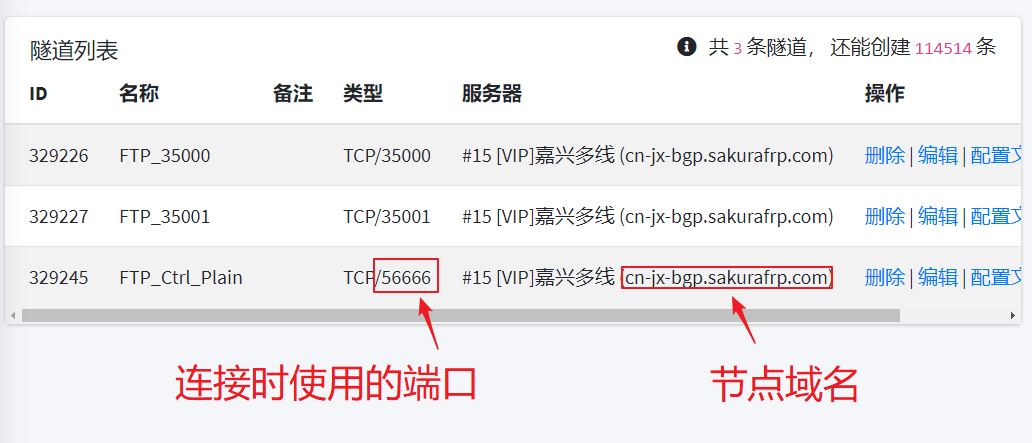 隧道列表
共 3 条隧道， 还能创建 114514 条
ID 名称 备注 类型 服务器 操作
329226 FTP_35000 TCP/35000 #15 [VIP]嘉兴多线 (cn-jx-bgp.sakurafrp.com) 删除 | 编辑 | 配置文
329227 FTP_35001 TCP/35001 #15 [VIP]嘉兴多线 (cn-jx-bgp.sakurafrp.com) 删除 | 编辑 | 配置文
329245 FTP_Ctrl_Plain TCP/56666 #15 [VIP]嘉兴多线 (cn-jx-bgp.sakurafrp.com) 删除 | 编辑 | 配置文
连接时使用的端口
节点域名